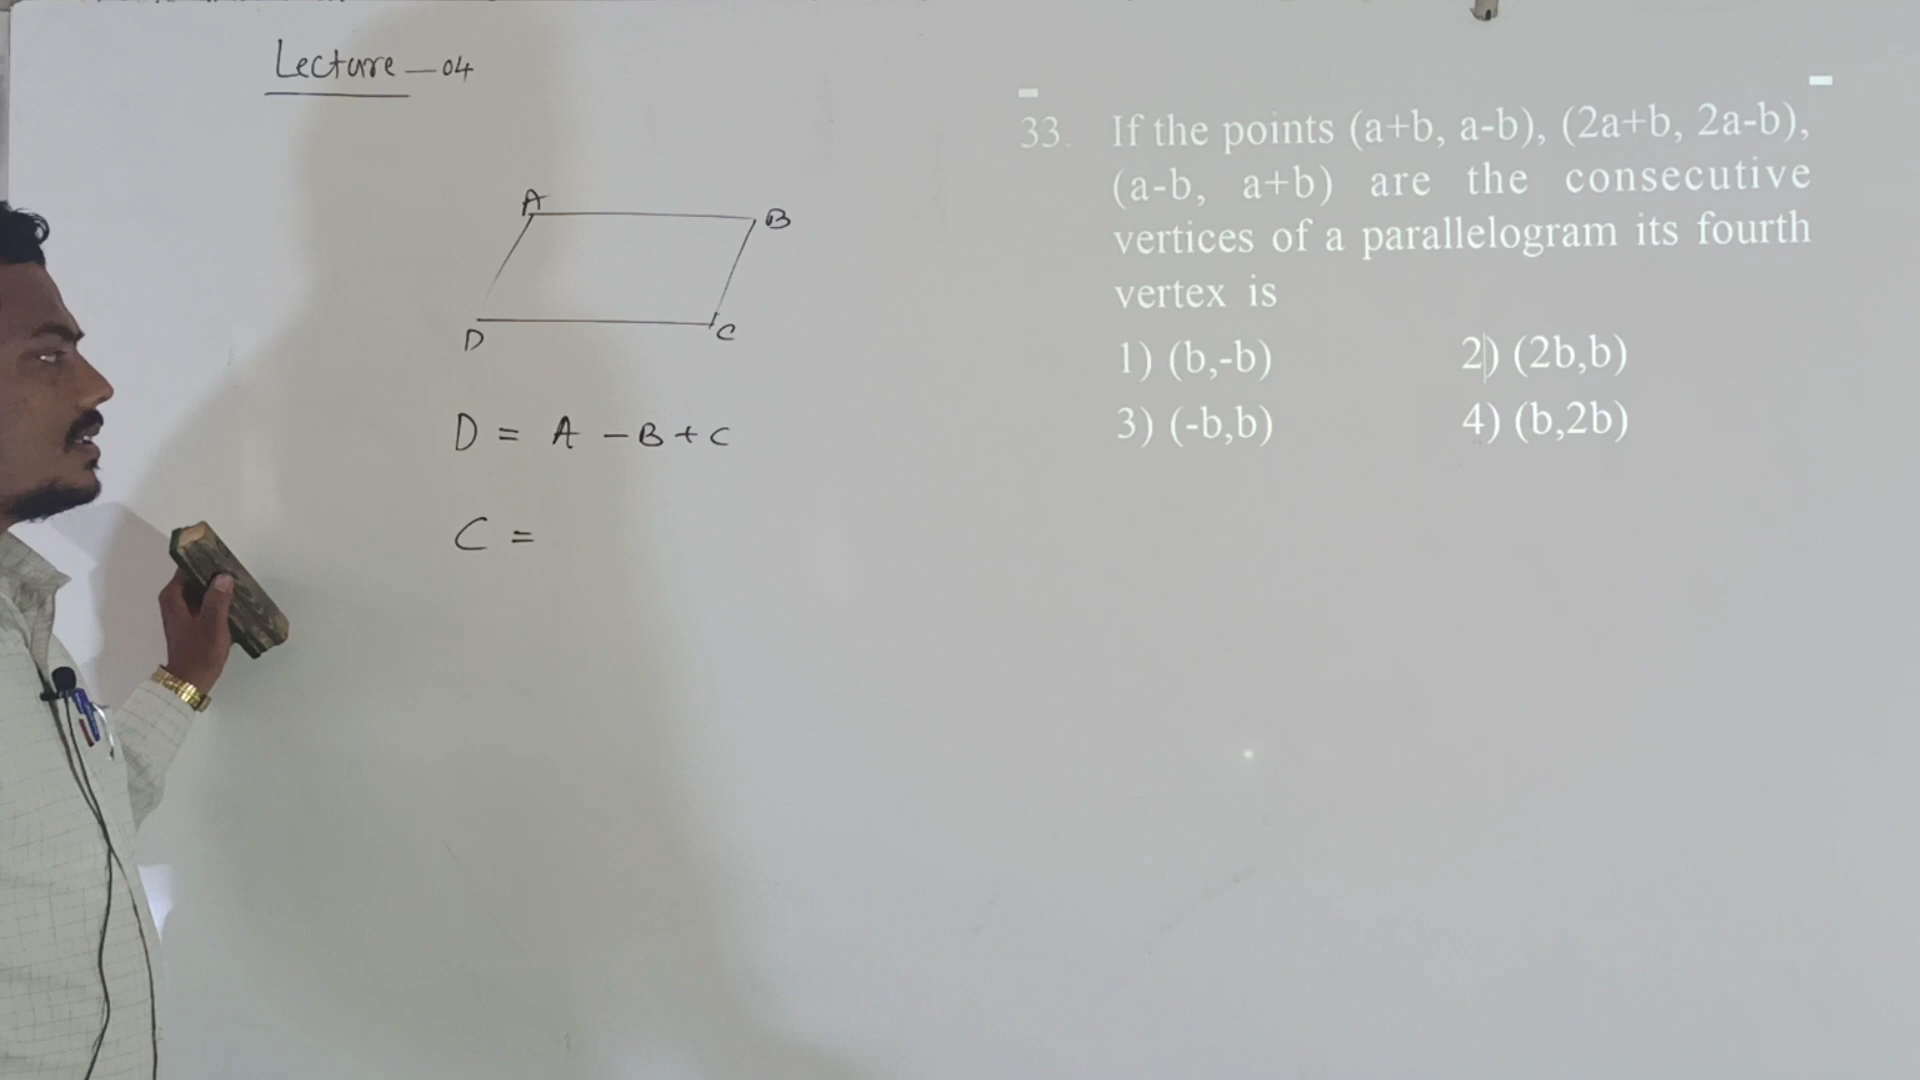 Lecture - 04
A
B
D
C
D = A - B + C
C =
33. If the points (a+b, a-b), (2a+b, 2a-b),
(a-b, a+b) are the consecutive
vertices of a parallelogram its fourth
vertex is
1) (b,-b) 2) (2b,b)
3) (-b,b) 4) (b,2b)